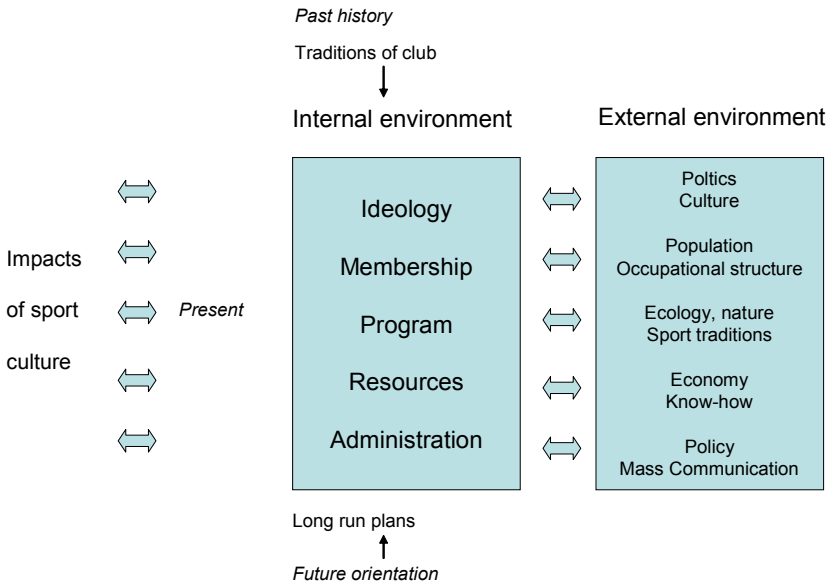 Past history
Traditions of club
Internal environment
External environment
Impacts
of sport
culture
Present
Ideology
Membership
Program
Resources
Administration
Poltics
Culture
Population
Occupational structure
Ecology, nature
Sport traditions
Economy
Know-how
Policy
Mass Communication
Long run plans
Future orientation